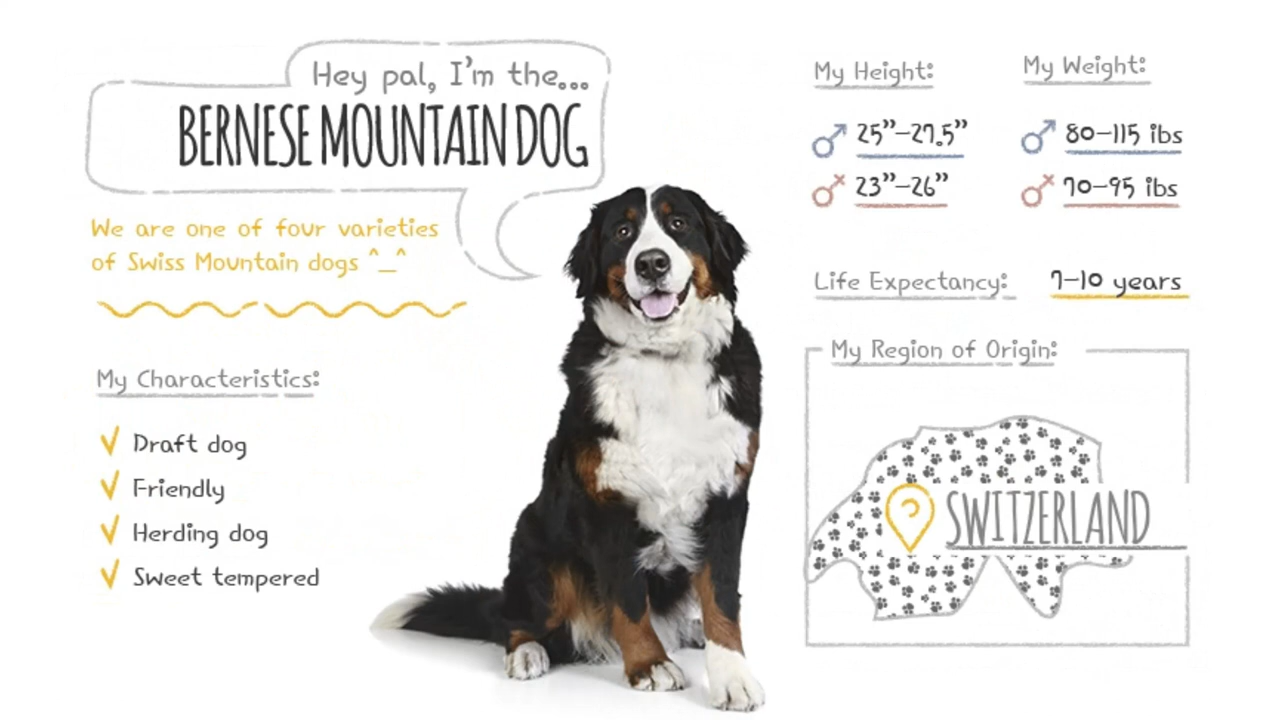 Hey pal, I'm the...
BERNESE MOUNTAIN DOG
We are one of four varieties
of Swiss Mountain dogs ^_^
My Characteristics:
Draft dog
Friendly
Herding dog
Sweet tempered
My Height:
25”–27.5”
23”–26”
My Weight:
80–115 ibs
70–95 ibs
Life Expectancy: 7–10 years
My Region of Origin:
SWITZERLAND